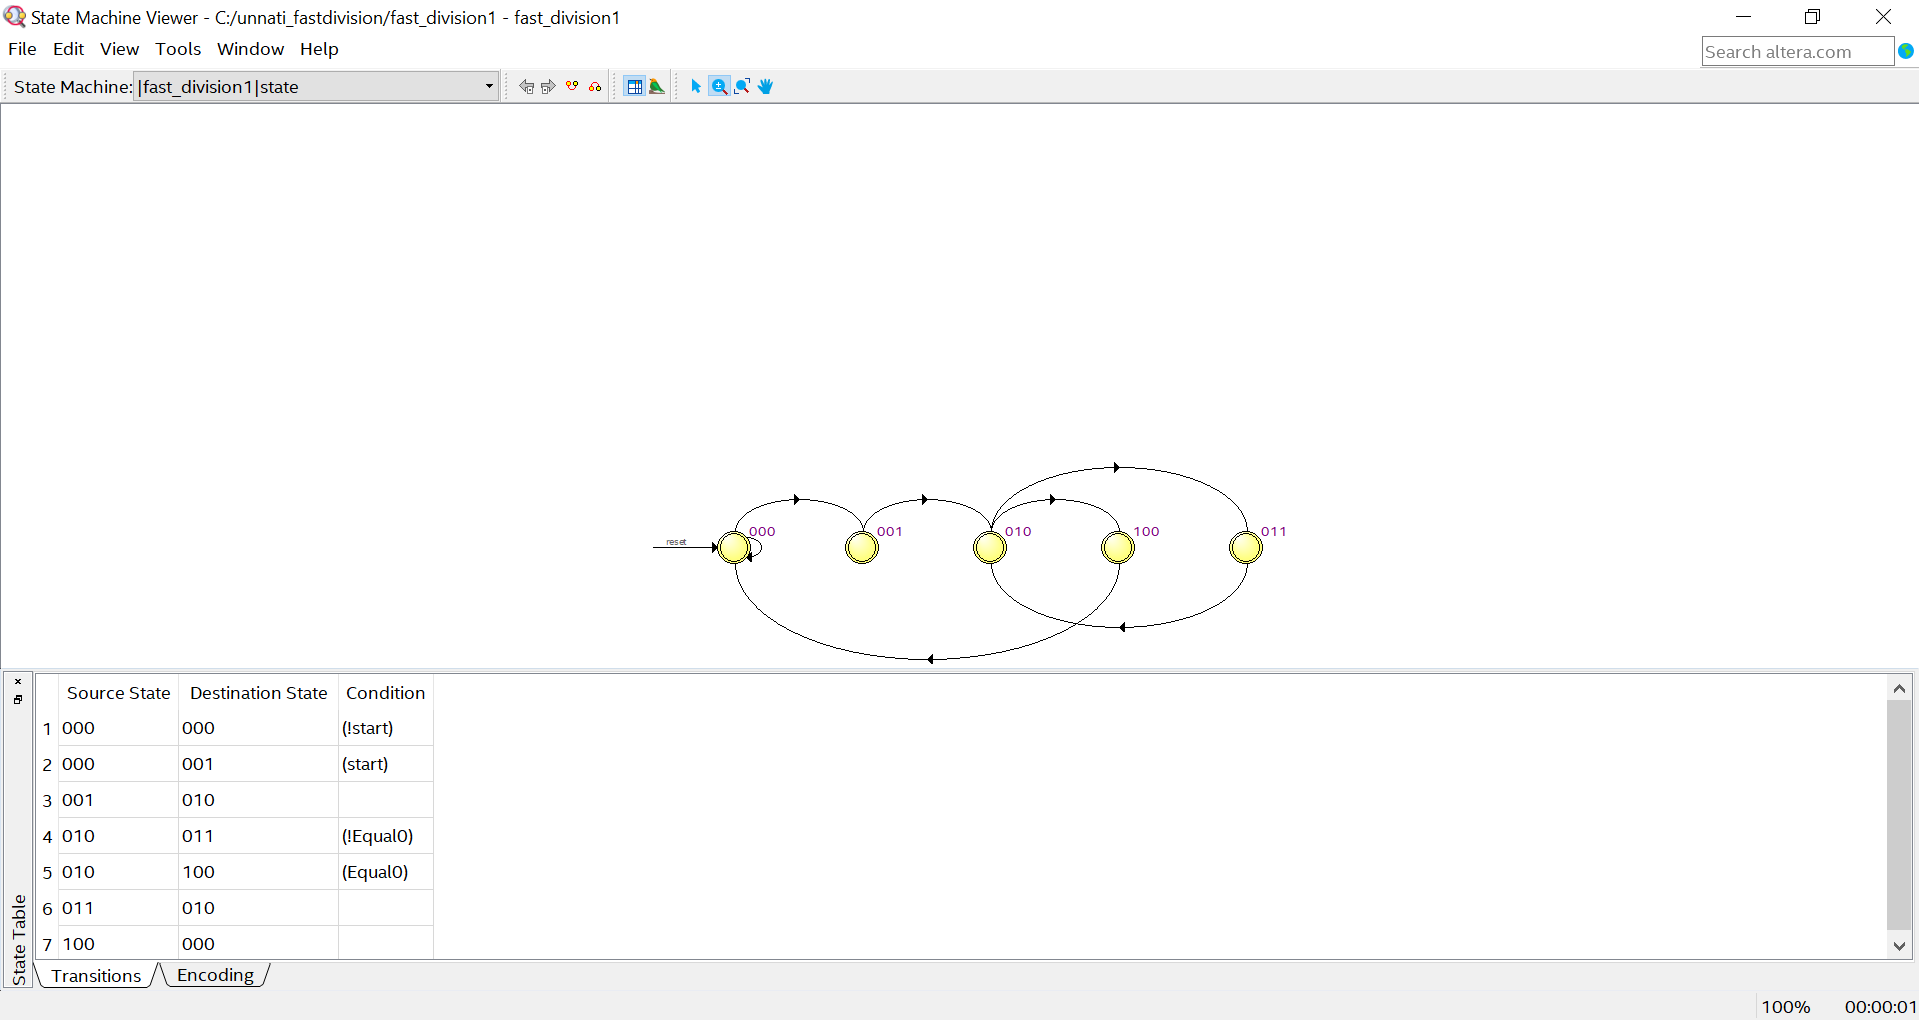 State Machine Viewer - C:/unnati_fastdivision/fast_division1 - fast_division1
File Edit View Tools Window Help
Search altera.com
State Machine: |fast_division1|state
reset
000 001 010 100 011
Source State Destination State Condition
1 000 000 (!start)
2 000 001 (start)
3 001 010
4 010 011 (!Equal0)
5 010 100 (Equal0)
6 011 010
7 100 000
State Table
Transitions Encoding
100% 00:00:01